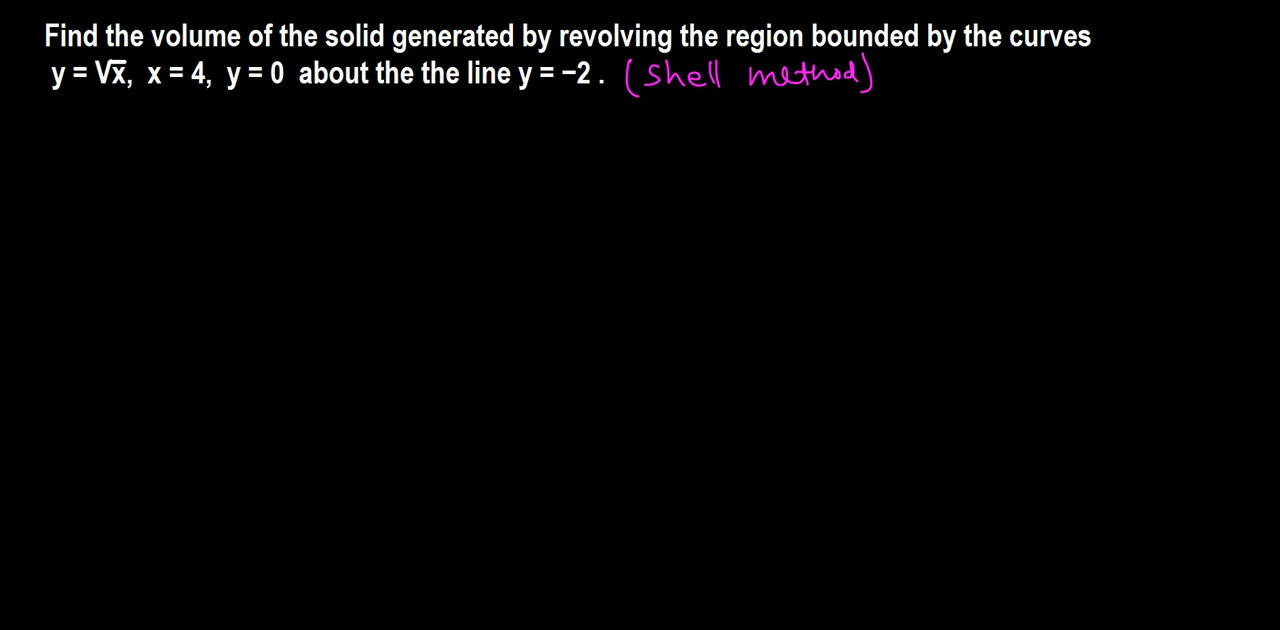 Find the volume of the solid generated by revolving the region bounded by the curves
y = √x, x = 4, y = 0 about the the line y = −2 . (shell method)